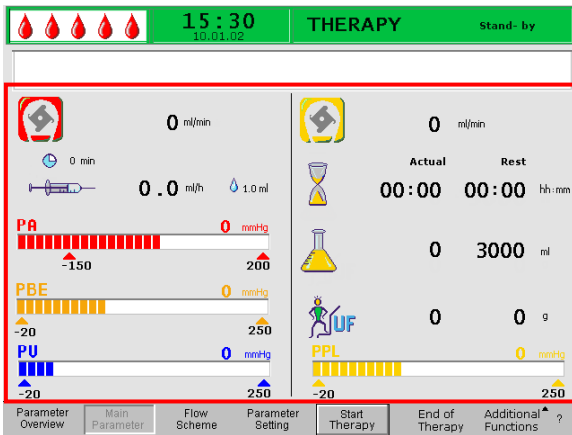 15:30 THERAPY Stand- by
10.01.02
0 ml/min
0 min
0.0 ml/h 1.0 ml
PA 0 mmHg
-150 200
PBE 0 mmHg
-20 250
PV 0 mmHg
-20 250
0 ml/min
Actual Rest
00:00 00:00 hh:mm
0 3000 ml
UF 0 0 g
PPL 0 mmHg
-20 250
Parameter Overview
Main Parameter
Flow Scheme
Parameter Setting
Start Therapy
End of Therapy
Additional Functions
?